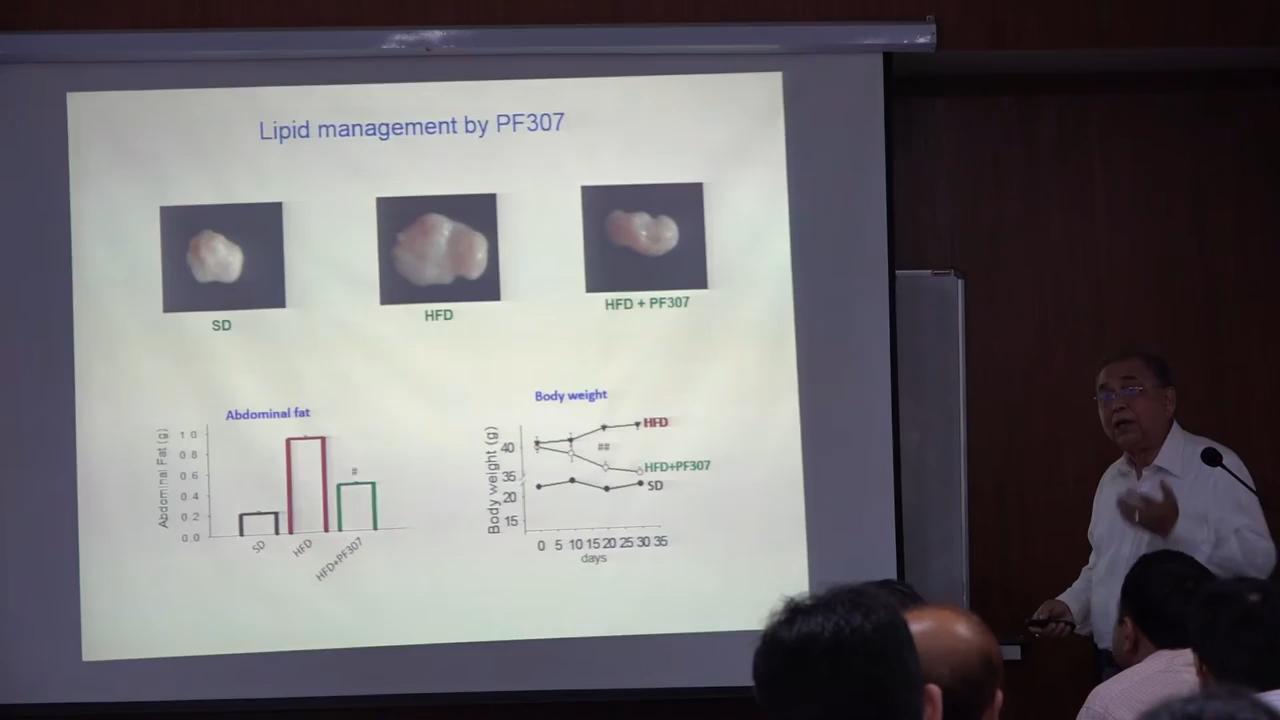 Lipid management by PF307
SD
HFD
HFD + PF307
Abdominal fat
Abdominal Fat (g)
1 0
0 8
0 6
0 4
0.2
0.0
#
SD
HFD
HFD+PF307
Body weight
Body weight (g)
40
35
20
15
HFD
##
HFD+PF307
SD
0 5 10 15 20 25 30 35
days